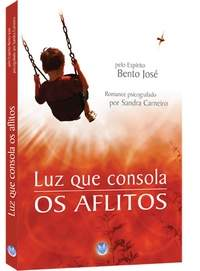 pelo Espírito
Bento José
Romance psicografado
por Sandra Carneiro
Luz que consola
OS AFLITOS
Luz que consola os aflitos